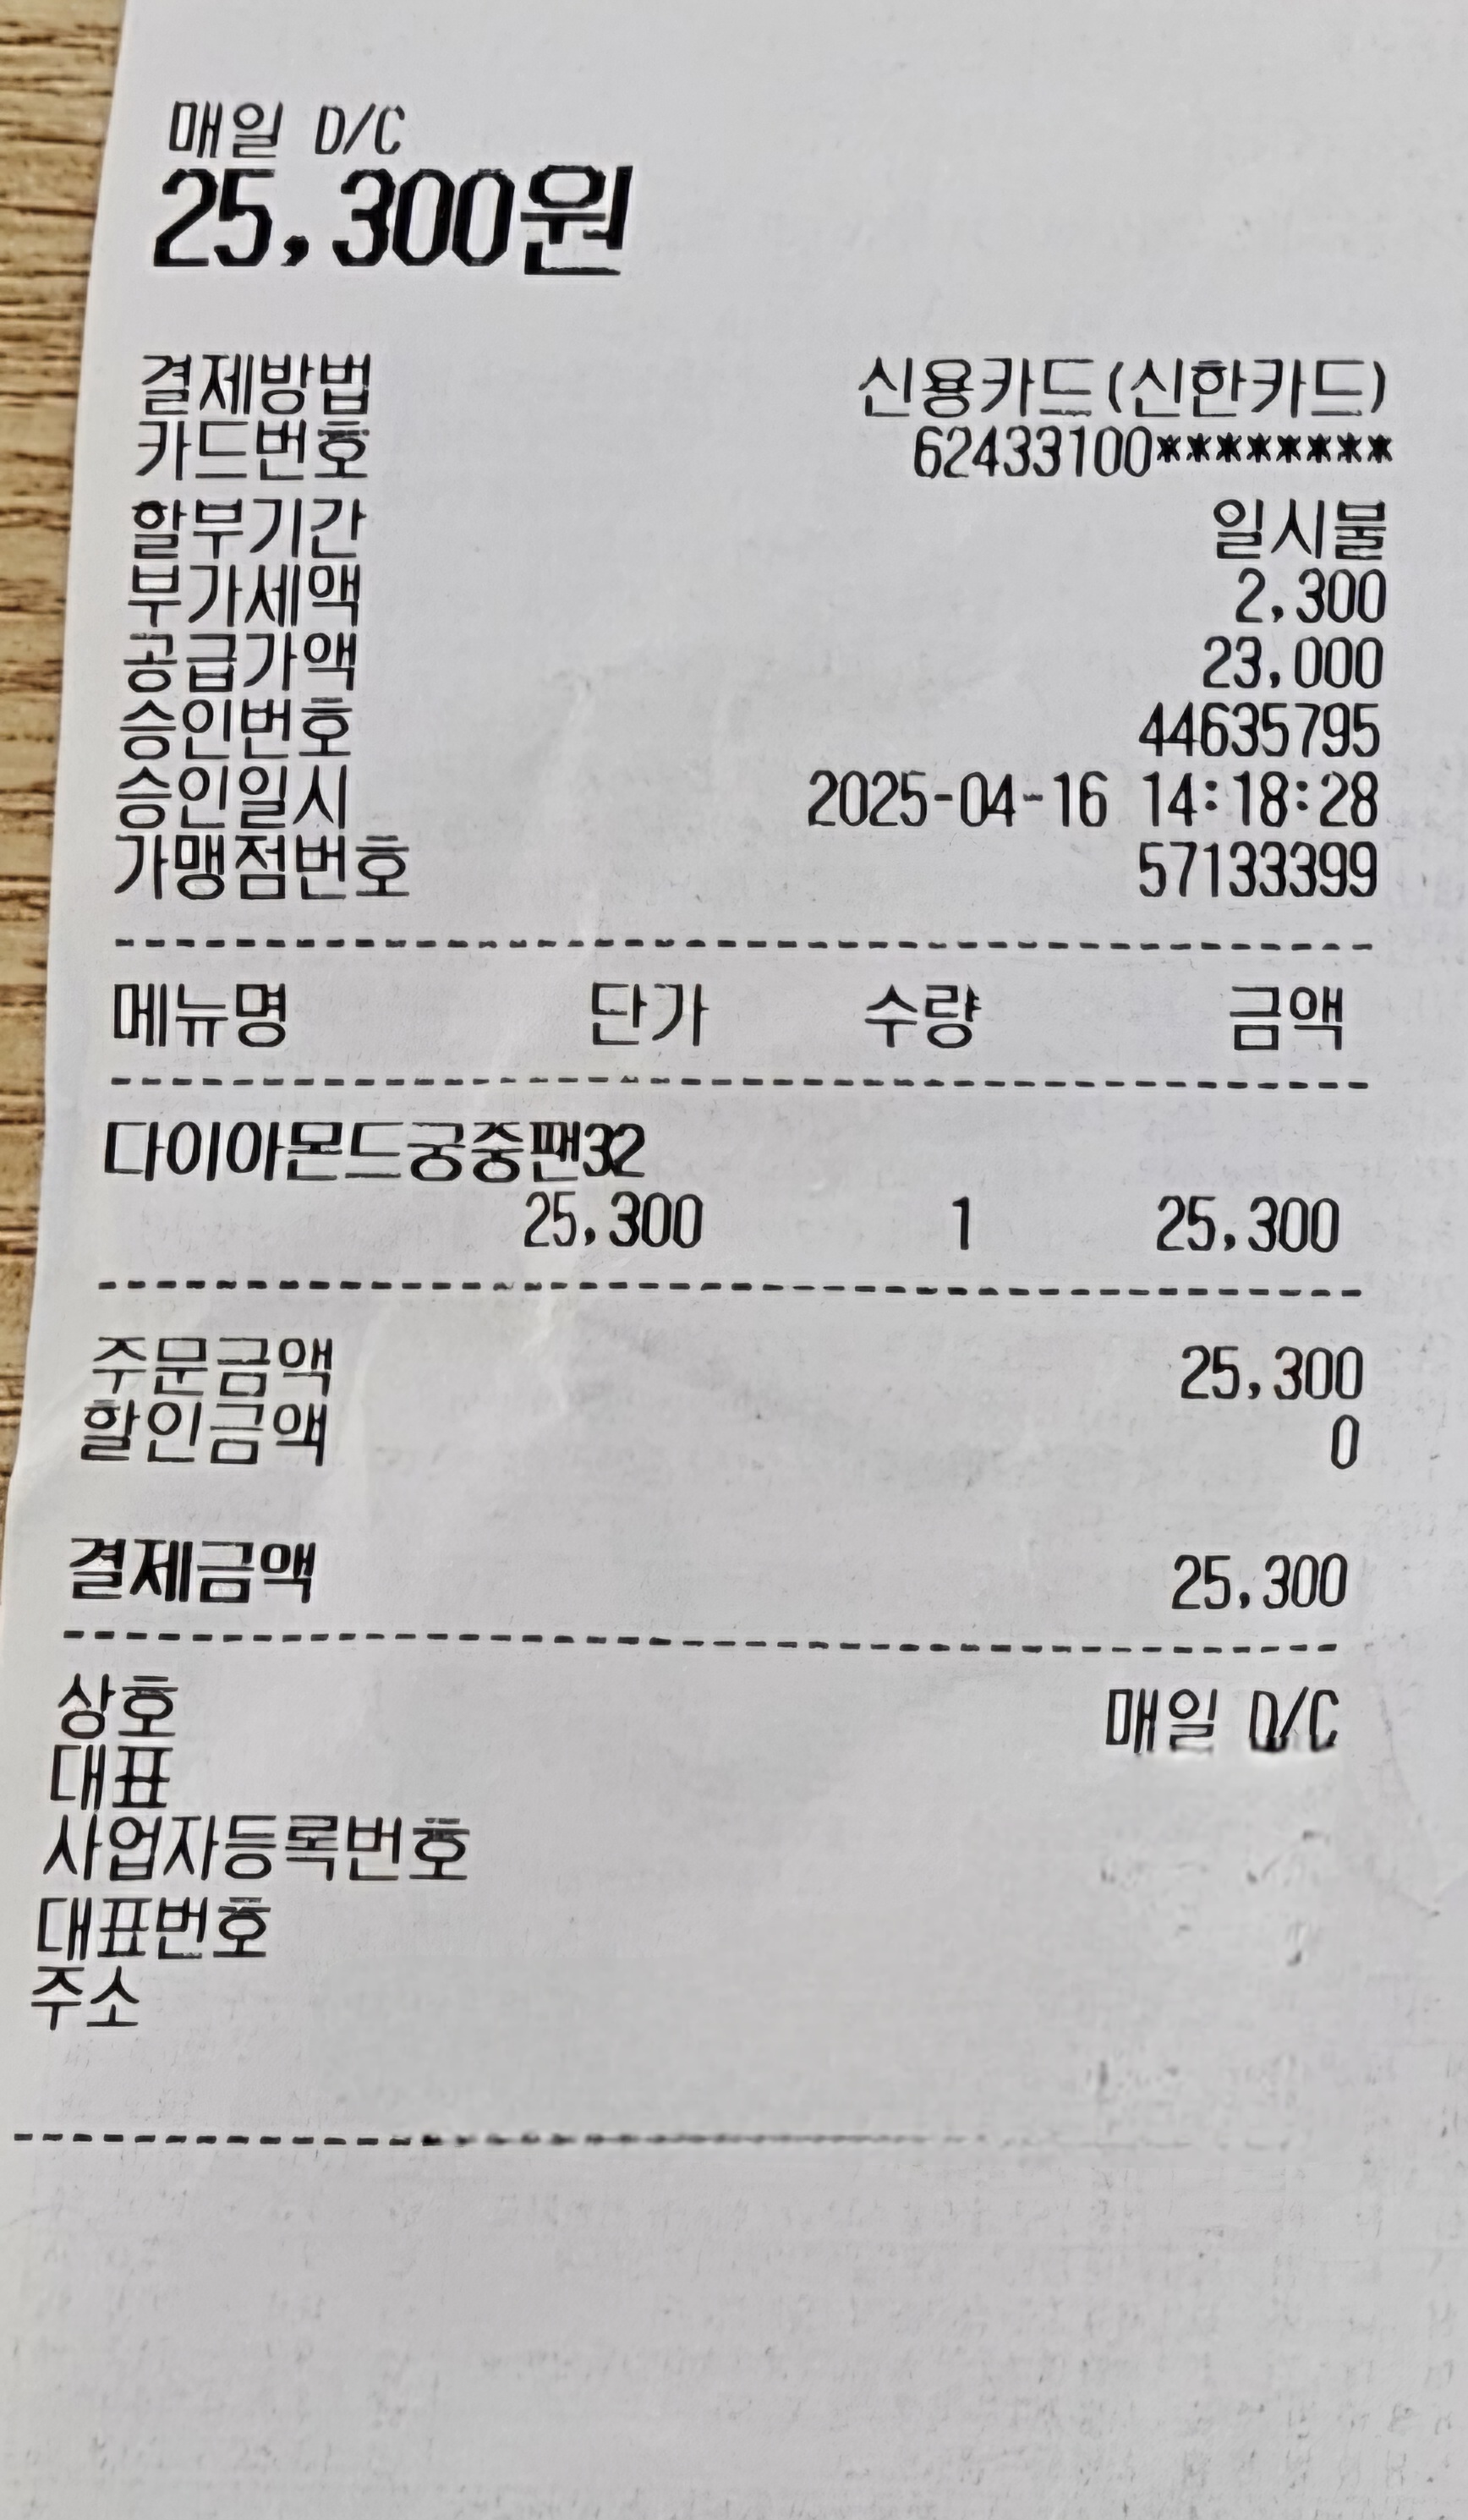 매일 D/C
25,300원
결제방법 신용카드(신한카드)
카드번호 62433100********
할부기간 일시불
부가세액 2,300
공급가액 23,000
승인번호 44635795
승인일시 2025-04-16 14:18:28
가맹점번호 57133399
메뉴명 단가 수량 금액
다이아몬드궁중팬32
25,300 1 25,300
주문금액 25,300
할인금액 0
결제금액 25,300
상호 매일 D/C
대표
사업자등록번호
대표번호
주소